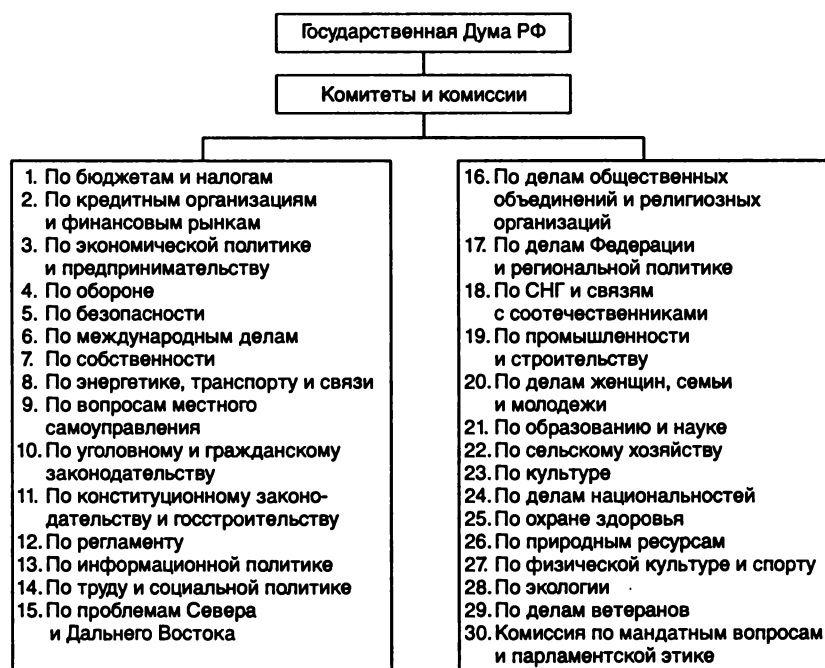 Государственная Дума РФ
Комитеты и комиссии
1. По бюджетам и налогам
2. По кредитным организациям
и финансовым рынкам
3. По экономической политике
и предпринимательству
4. По обороне
5. По безопасности
6. По международным делам
7. По собственности
8. По энергетике, транспорту и связи
9. По вопросам местного
самоуправления
10. По уголовному и гражданскому
законодательству
11. По конституционному законо-
дательству и госстроительству
12. По регламенту
13. По информационной политике
14. По труду и социальной политике
15. По проблемам Севера
и Дальнего Востока
16. По делам общественных
объединений и религиозных
организаций
17. По делам Федерации
и региональной политике
18. По СНГ и связям
с соотечественниками
19. По промышленности
и строительству
20. По делам женщин, семьи
и молодежи
21. По образованию и науке
22. По сельскому хозяйству
23. По культуре
24. По делам национальностей
25. По охране здоровья
26. По природным ресурсам
27. По физической культуре и спорту
28. По экологии
29. По делам ветеранов
30. Комиссия по мандатным вопросам
и парламентской этике